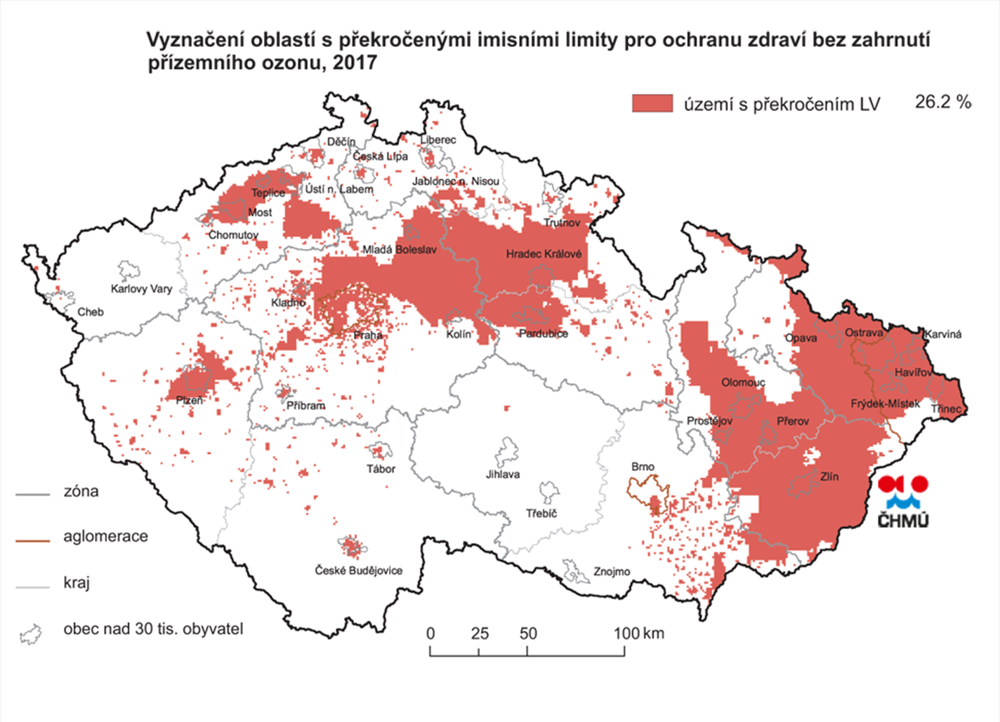 Vyznačení oblastí s překročenými imisními limity pro ochranu zdraví bez zahrnutí
přízemního ozonu, 2017
území s překročením LV 26.2 %
Děčín
Liberec
Česká Lípa
Jablonec n. Nisou
Ústí n. Labem
Teplice
Most
Trutnov
Chomutov
Mladá Boleslav
Hradec Králové
Karlovy Vary
Kladno
Cheb
Praha
Kolín
Pardubice
Opava
Ostrava
Karviná
Havířov
Olomouc
Plzeň
Příbram
Frýdek-Místek
Třinec
Prostějov
Přerov
Tábor
Jihlava
Brno
Zlín
Třebíč
České Budějovice
Znojmo
ČHMÚ
zóna
aglomerace
kraj
obec nad 30 tis. obyvatel
0 25 50 100 km